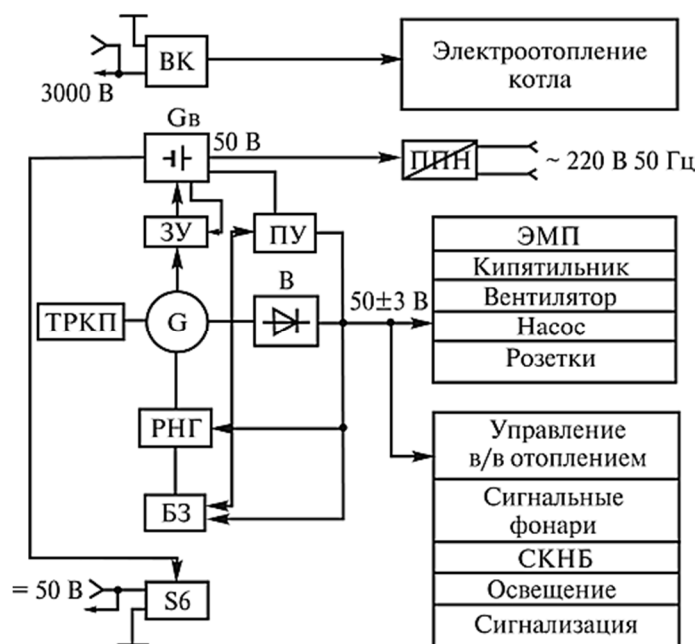 ВК
3000 В
Электроотопление
котла
Gв
50 В
ППН
~ 220 В 50 Гц
ЗУ
ПУ
ТРКП
G
В
50±3 В
ЭМП
Кипятильник
Вентилятор
Насос
Розетки
РНГ
БЗ
Управление
в/в отоплением
Сигнальные
фонари
СКНБ
Освещение
Сигнализация
= 50 В
S6